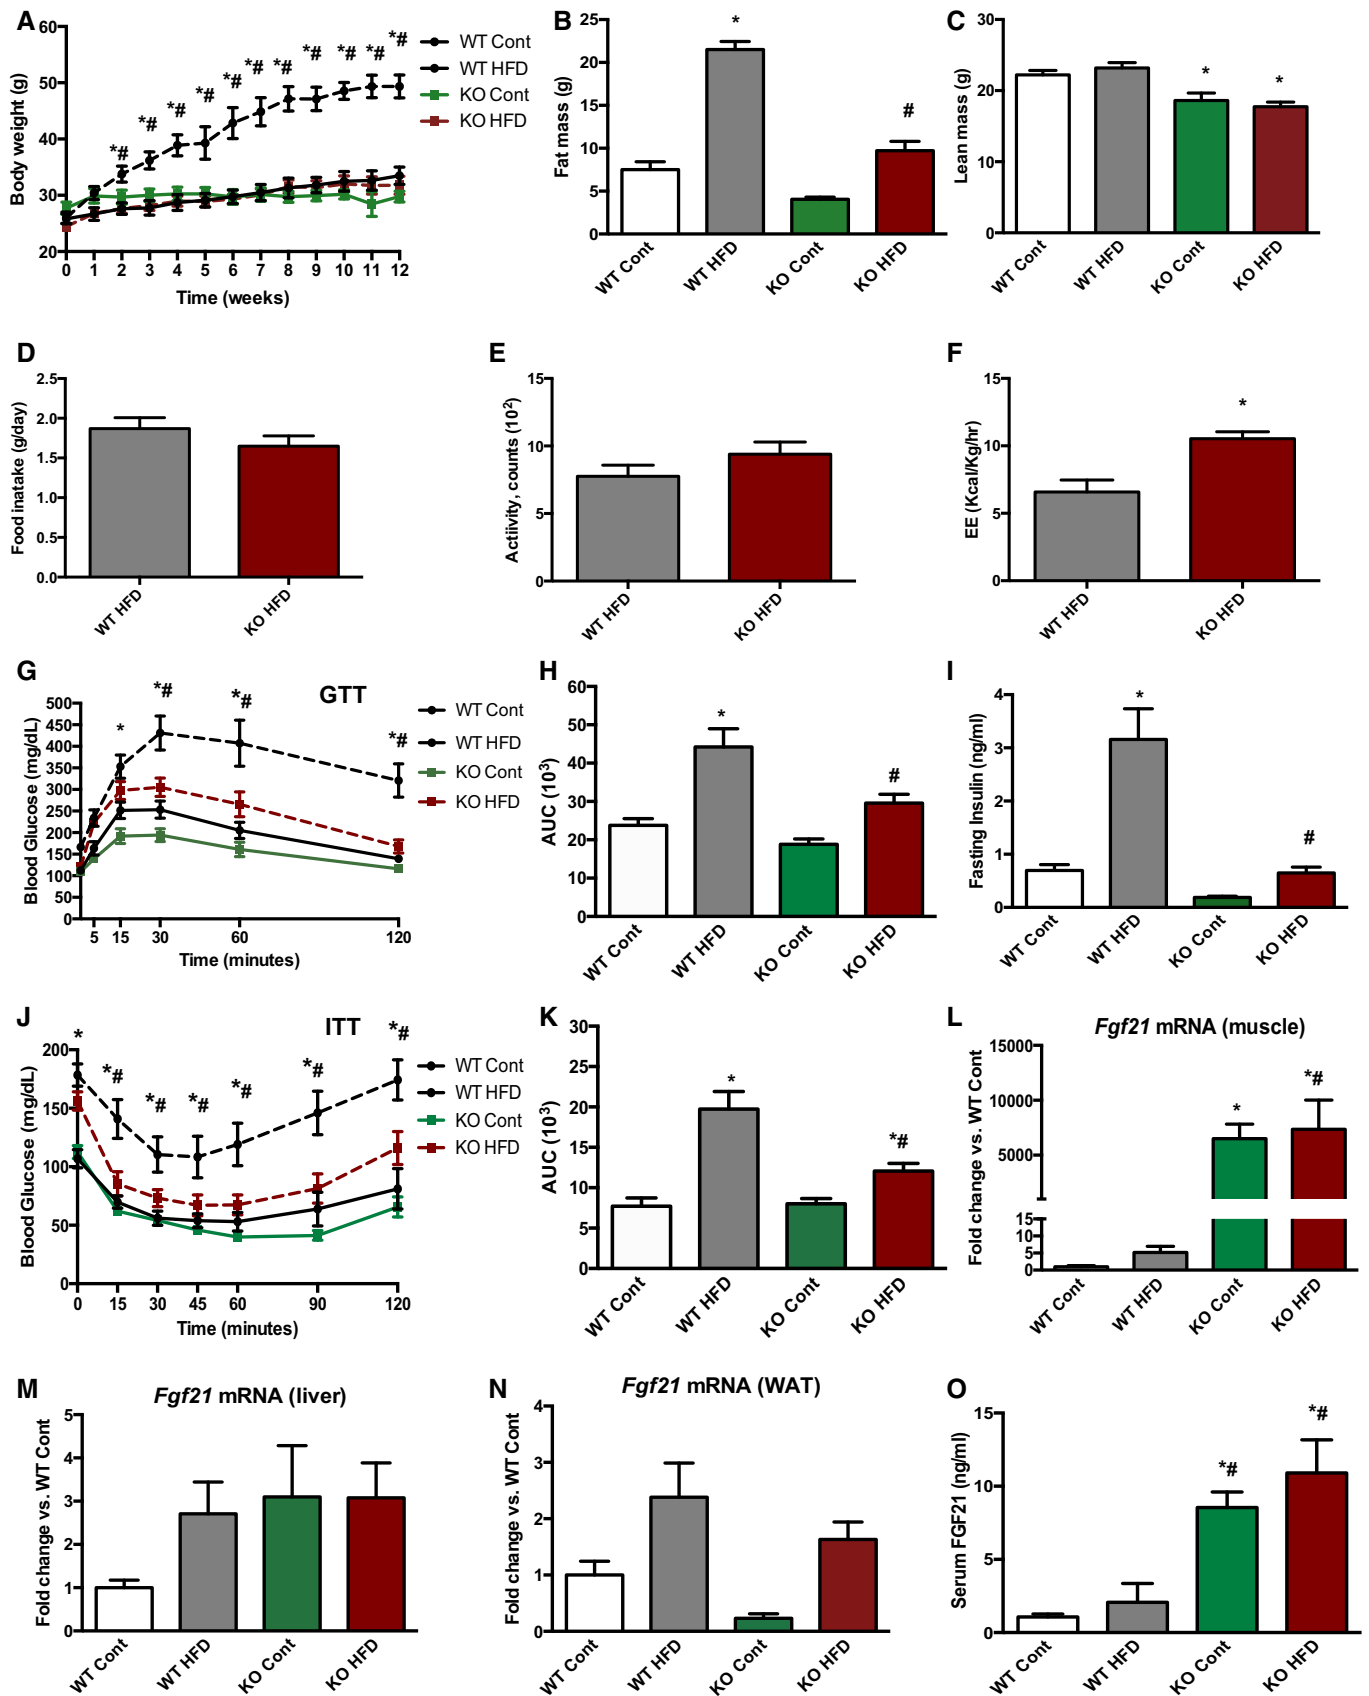 A
Body weight (g)
60
50
40
30
20
*#
*#
*#
*#
*#
*#
*#
*#
*#
*#
*#
0 1 2 3 4 5 6 7 8 9 10 11 12
Time (weeks)
WT Cont
WT HFD
KO Cont
KO HFD
B
Fat mass (g)
25
20
15
10
5
0
*
#
WT Cont
WT HFD
KO Cont
KO HFD
C
Lean mass (g)
30
20
10
0
*
*
WT Cont
WT HFD
KO Cont
KO HFD
D
Food inatake (g/day)
2.5
2.0
1.5
1.0
0.5
0.0
WT HFD
KO HFD
E
Actiivity, counts (10²)
15
10
5
0
WT HFD
KO HFD
F
EE (Kcal/Kg/hr)
15
10
5
0
*
WT HFD
KO HFD
G
GTT
Blood Glucose (mg/dL)
500
450
400
350
300
250
200
150
100
50
0
*
*#
*#
*#
5 15 30 60 120
Time (minutes)
WT Cont
WT HFD
KO Cont
KO HFD
H
AUC (10³)
60
50
40
30
20
10
0
*
#
WT Cont
WT HFD
KO Cont
KO HFD
I
Fasting Insulin (ng/ml)
4
3
2
1
0
*
#
WT Cont
WT HFD
KO Cont
KO HFD
J
ITT
Blood Glucose (mg/dL)
200
150
100
50
0
*
*#
*#
*#
*#
*#
*#
0 15 30 45 60 90 120
Time (minutes)
WT Cont
WT HFD
KO Cont
KO HFD
K
AUC (10³)
30
25
20
15
10
5
0
*
*#
WT Cont
WT HFD
KO Cont
KO HFD
L
Fgf21 mRNA (muscle)
Fold change vs. WT Cont
15000
10000
5000
15
10
5
0
*
*#
WT Cont
WT HFD
KO Cont
KO HFD
M
Fgf21 mRNA (liver)
Fold change vs. WT Cont
5
4
3
2
1
0
WT Cont
WT HFD
KO Cont
KO HFD
N
Fgf21 mRNA (WAT)
Fold change vs. WT Cont
4
3
2
1
0
WT Cont
WT HFD
KO Cont
KO HFD
O
Serum FGF21 (ng/ml)
15
10
5
0
*#
*#
WT Cont
WT HFD
KO Cont
KO HFD